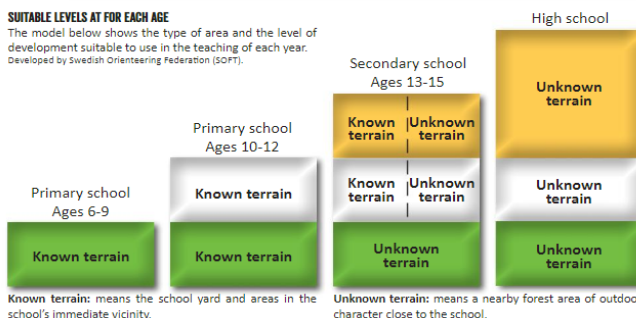 SUITABLE LEVELS AT FOR EACH AGE
The model below shows the type of area and the level of
development suitable to use in the teaching of each year.
Developed by Swedish Orienteering Federation (SOFT).
High school
Unknown
terrain
Unknown
terrain
Unknown
terrain
Secondary school
Ages 13-15
Known
terrain
Unknown
terrain
Known
terrain
Unknown
terrain
Unknown
terrain
Primary school
Ages 10-12
Known terrain
Known terrain
Primary school
Ages 6-9
Known terrain
Known terrain: means the school yard and areas in the
school's immediate vicinity.
Unknown terrain: means a nearby forest area of outdoo
character close to the school.